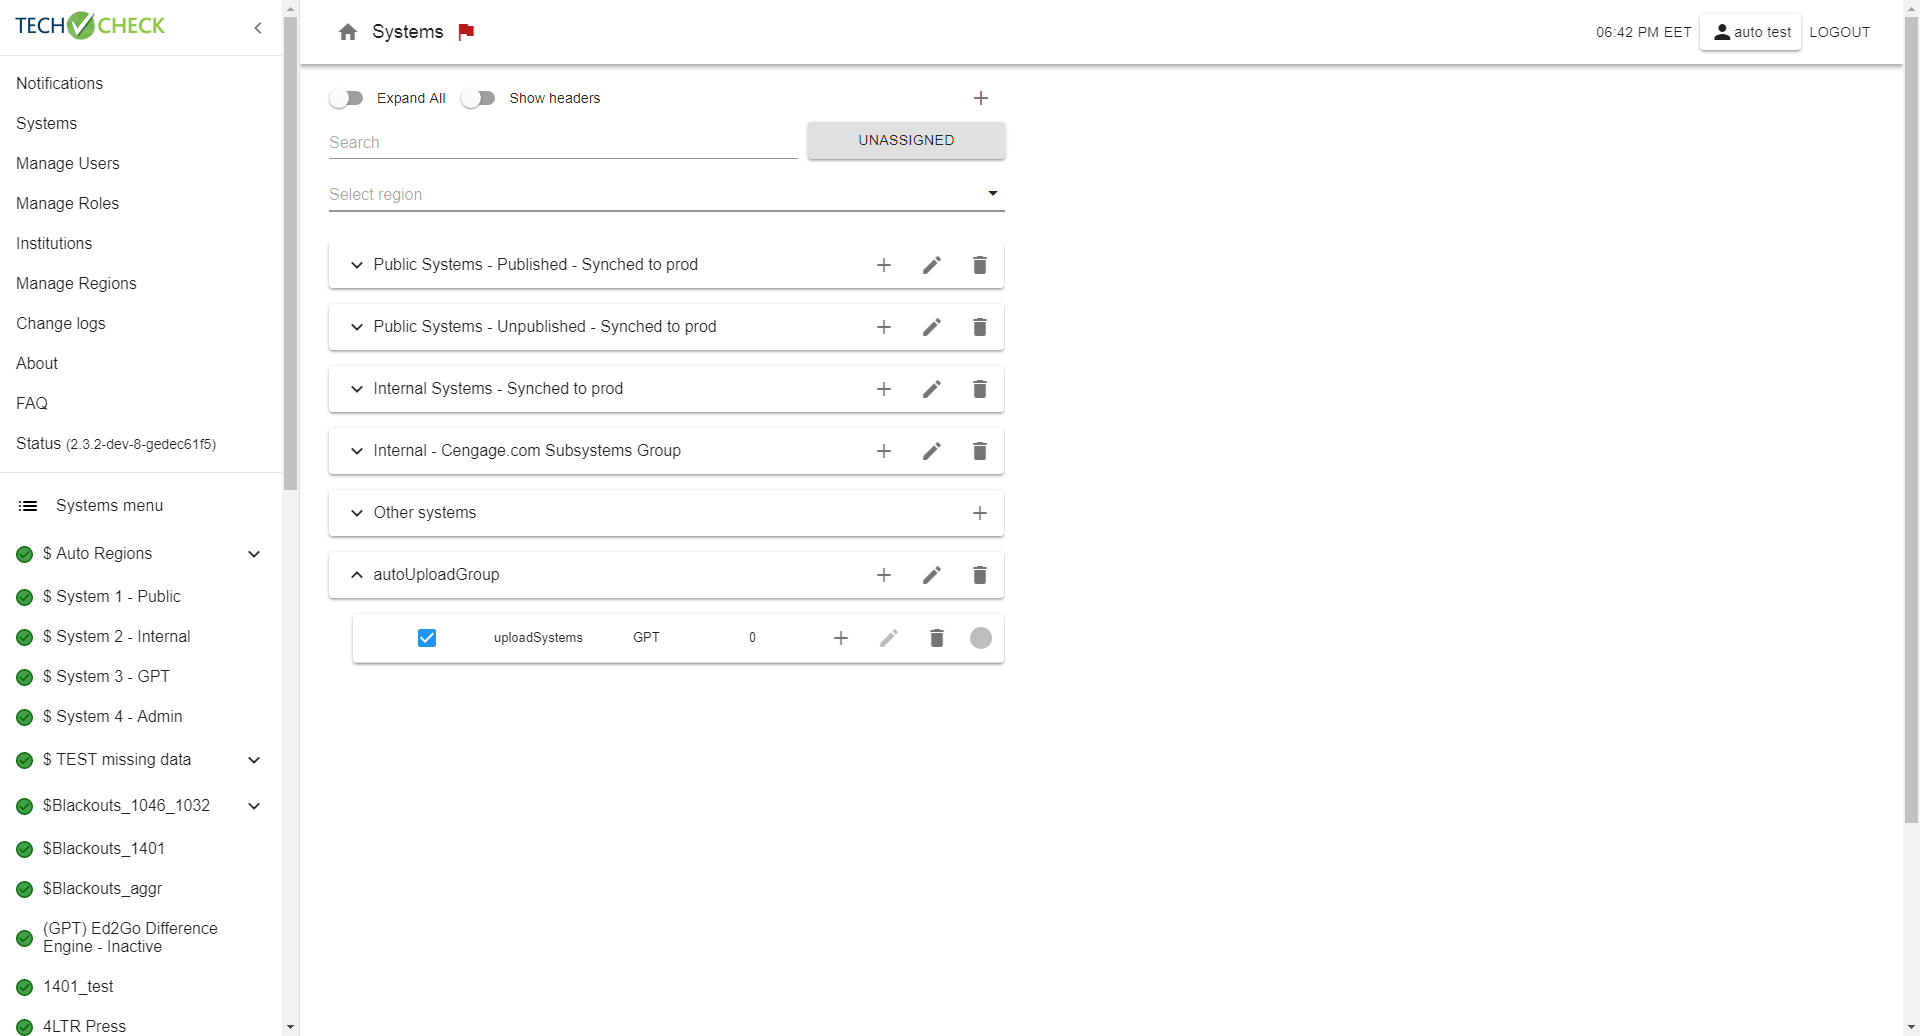 TECH CHECK
Notifications
Systems
Manage Users
Manage Roles
Institutions
Manage Regions
Change logs
About
FAQ
Status (2.3.2-dev-8-gedec61f5)
Systems menu
$ Auto Regions
$ System 1 - Public
$ System 2 - Internal
$ System 3 - GPT
$ System 4 - Admin
$ TEST missing data
$Blackouts_1046_1032
$Blackouts_1401
$Blackouts_aggr
(GPT) Ed2Go Difference
Engine - Inactive
1401_test
4LTR Press
Systems
06:42 PM EET auto test LOGOUT
Expand All Show headers
Search UNASSIGNED
Select region
Public Systems - Published - Synched to prod
Public Systems - Unpublished - Synched to prod
Internal Systems - Synched to prod
Internal - Cengage.com Subsystems Group
Other systems
autoUploadGroup
uploadSystems GPT 0